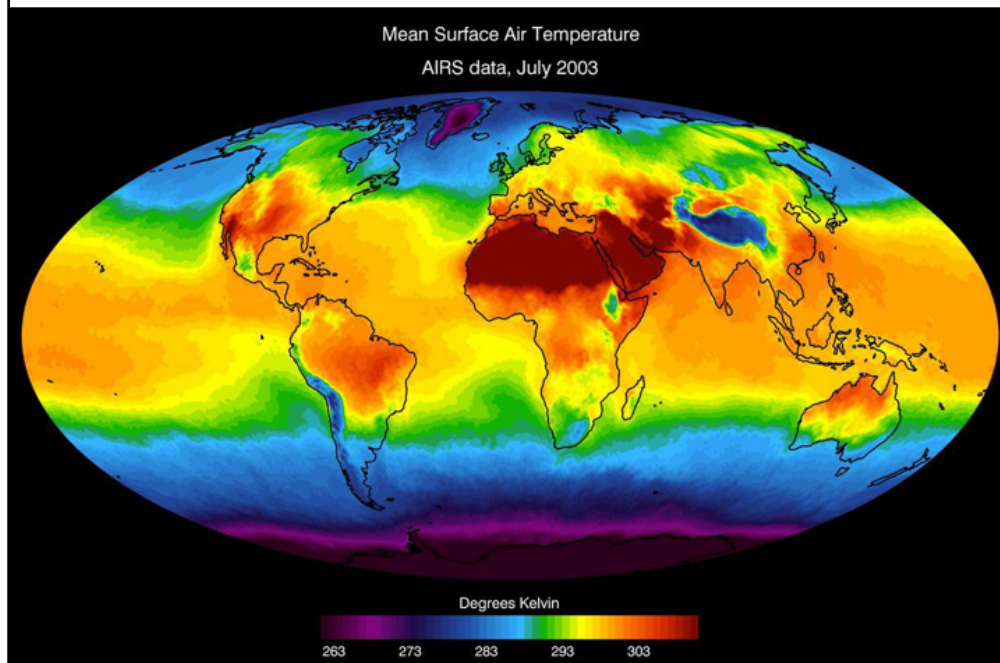 Mean Surface Air Temperature
AIRS data, July 2003
Degrees Kelvin
263 273 283 293 303